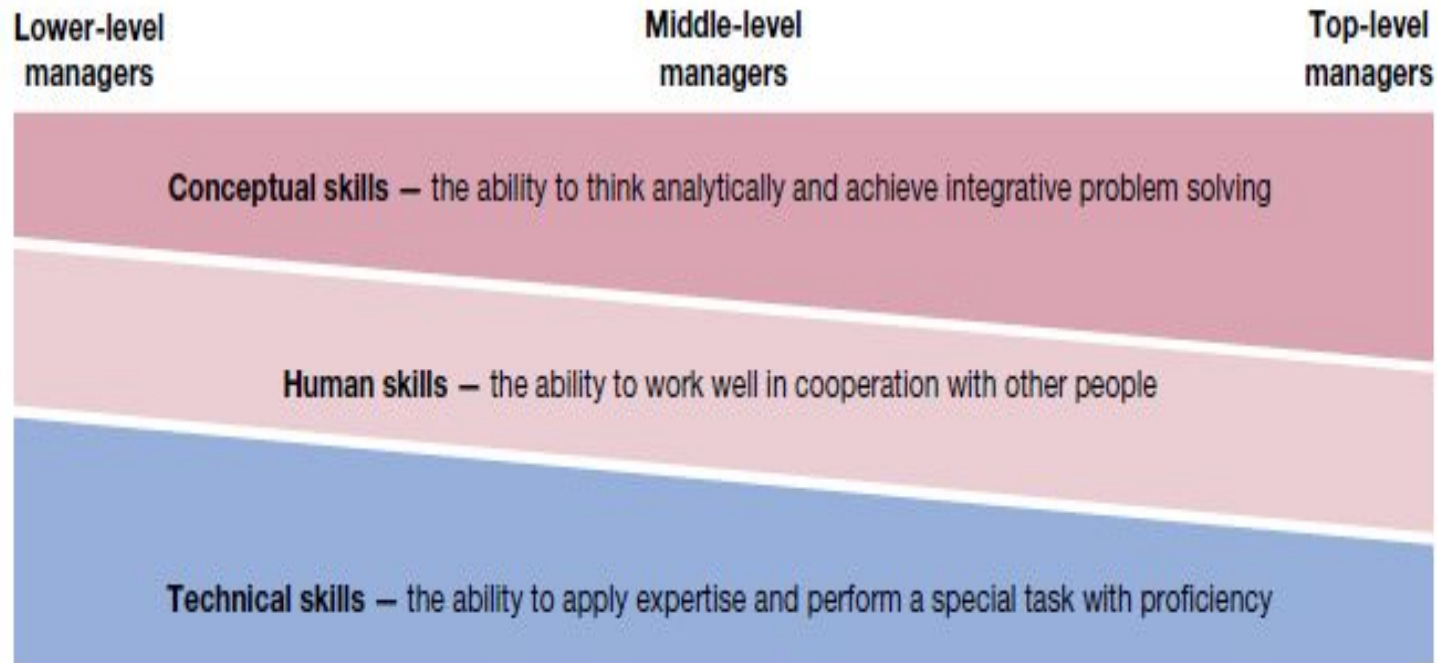 Lower-level
managers
Middle-level
managers
Top-level
managers
Conceptual skills – the ability to think analytically and achieve integrative problem solving
Human skills – the ability to work well in cooperation with other people
Technical skills – the ability to apply expertise and perform a special task with proficiency